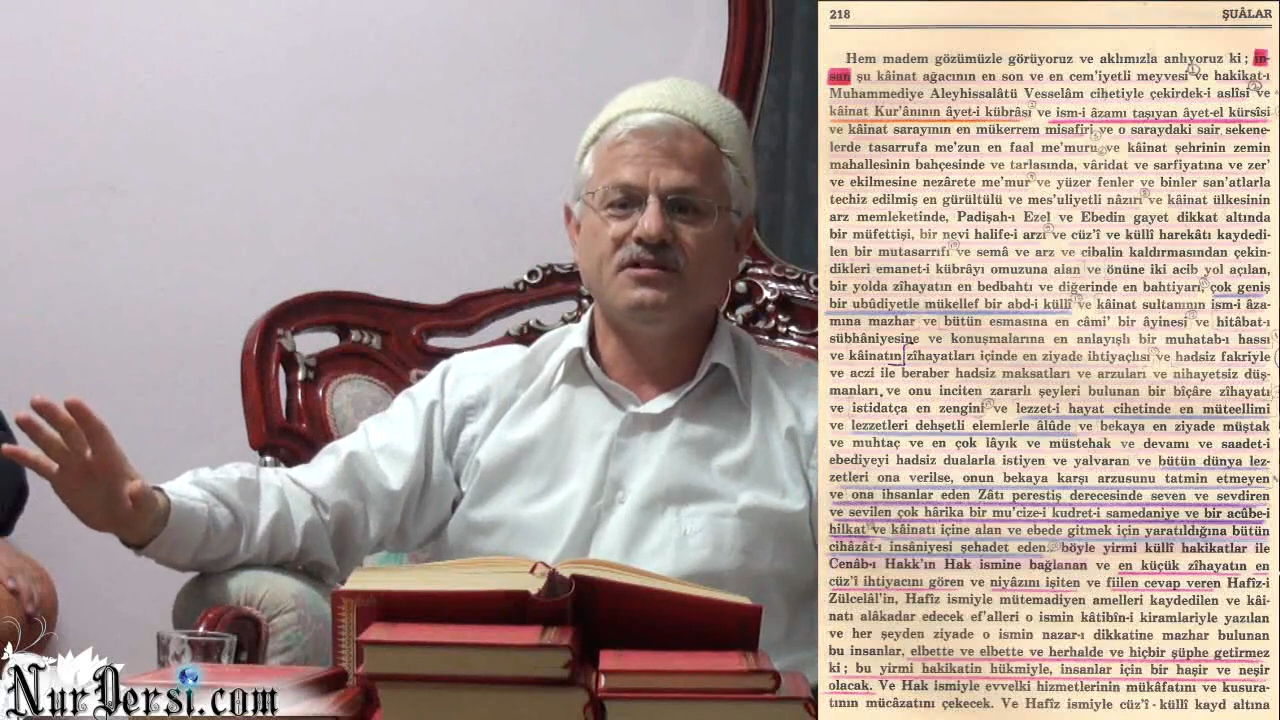 218 ŞUÂLAR
Hem madem gözümüzle görüyoruz ve aklımızla anlıyoruz ki; in-
san şu kâinat ağacının en son ve en cem'iyetli meyvesi ve hakikat-ı
Muhammediye Aleyhissalâtü Vesselâm cihetiyle çekirdek-i aslîsi ve
kâinat Kur'ânının âyet-i kübrâsı ve ism-i âzamı taşıyan âyet-el kürsîsi
ve kâinat sarayının en mükerrem misafiri ve o saraydaki sair sekene-
lerde tasarrufa me'zun en faal me'muru ve kâinat şehrinin zemin
mahallesinin bahçesinde ve tarlasında, vâridat ve sarfiyatına ve zer'
ve ekilmesine nezârete me'mur ve yüzer fenler ve binler san'atlarla
techiz edilmiş en gürültülü ve mes'uliyetli nâzırı ve kâinat ülkesinin
arz memleketinde, Padişah-ı Ezel ve Ebedin gayet dikkat altında
bir müfettişi, bir nevi halife-i arzı ve cüz'î ve küllî harekâtı kaydedi-
len bir mutasarrıfı ve semâ ve arz ve cibalin kaldırmasından çekin-
dikleri emanet-i kübrâyı omuzuna alan ve önüne iki acib yol açılan,
bir yolda zîhayatın en bedbahtı ve diğerinde en bahtiyarı, çok geniş
bir ubûdiyetle mükellef bir abd-i küllî ve kâinat sultanının ism-i âza-
mına mazhar ve bütün esmasına en câmi' bir âyinesi ve hitâbat-ı
sübhâniyesine ve konuşmalarına en anlayışlı bir muhatab-ı hassı
ve kâinatın zîhayatları içinde en ziyade ihtiyaçlısı ve hadsiz fakriyle
ve aczi ile beraber hadsiz maksatları ve arzuları ve nihayetsiz düş-
manları, ve onu inciten zararlı şeyleri bulunan bir bîçâre zîhayatı
ve istidatça en zengini ve lezzet-i hayat cihetinde en müteellimi
ve lezzetleri dehşetli elemlerle âlûde ve bekaya en ziyade müştak
ve muhtaç ve en çok lâyık ve müstehak ve devamı ve saadet-i
ebediyeyi hadsiz dualarla istiyen ve yalvaran ve bütün dünya lez-
zetleri ona verilse, onun bekaya karşı arzusunu tatmin etmeyen
ve ona ihsanlar eden Zâtı perestiş derecesinde seven ve sevdiren
ve sevilen çok hârika bir mu'cize-i kudret-i samedaniye ve bir acûbe-i
hilkat ve kâinatı içine alan ve ebede gitmek için yaratıldığına bütün
cihâzât-ı insâniyesi şehadet eden. böyle yirmi küllî hakikatlar ile
Cenâb-ı Hakk'ın Hak ismine bağlanan ve en küçük zîhayatın en
cüz'î ihtiyacını gören ve niyâzını işiten ve fiilen cevap veren Hafîz-i
Zülcelâl'in, Hafîz ismiyle mütemadiyen amelleri kaydedilen ve kâi-
natı alâkadar edecek ef'alleri o ismin kâtibîn-i kiramlariyle yazılan
ve her şeyden ziyade o ismin nazar-ı dikkatine mazhar bulunan
bu insanlar, elbette ve elbette ve herhalde ve hiçbir şüphe getirmez
ki; bu yirmi hakikatin hükmiyle, insanlar için bir haşir ve neşir
olacak. Ve Hak ismiyle evvelki hizmetlerinin mükâfatını ve kusura-
tının mücâzatını çekecek. Ve Hafîz ismiyle cüz'î - küllî kayd altına
NurDersi.com